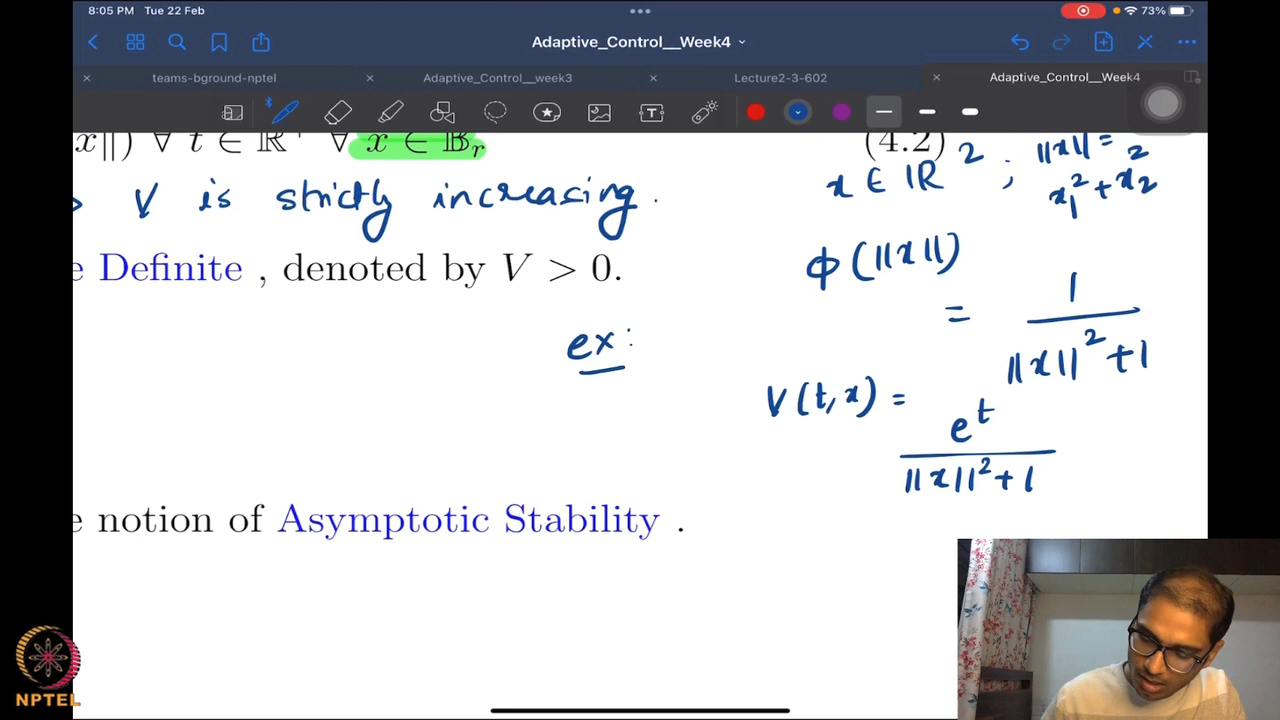 8:05 PM Tue 22 Feb
73%
Adaptive_Control__Week4
teams-bground-nptel
Adaptive_Control__week3
Lecture2-3-602
Adaptive_Control__Week4
x‖) ∀ t ∈ ℝ⁺ ∀ x ∈ 𝔹ᵣ (4.2)
V is strictly increasing.
x ∈ ℝ² ; ‖x‖ =
x₁² + x₂²
e Definite , denoted by V > 0.
ϕ(‖x‖)
= 1 / (‖x‖² + 1)
ex:
V(t,x) = e^t / (‖x‖² + 1)
e notion of Asymptotic Stability .
NPTEL